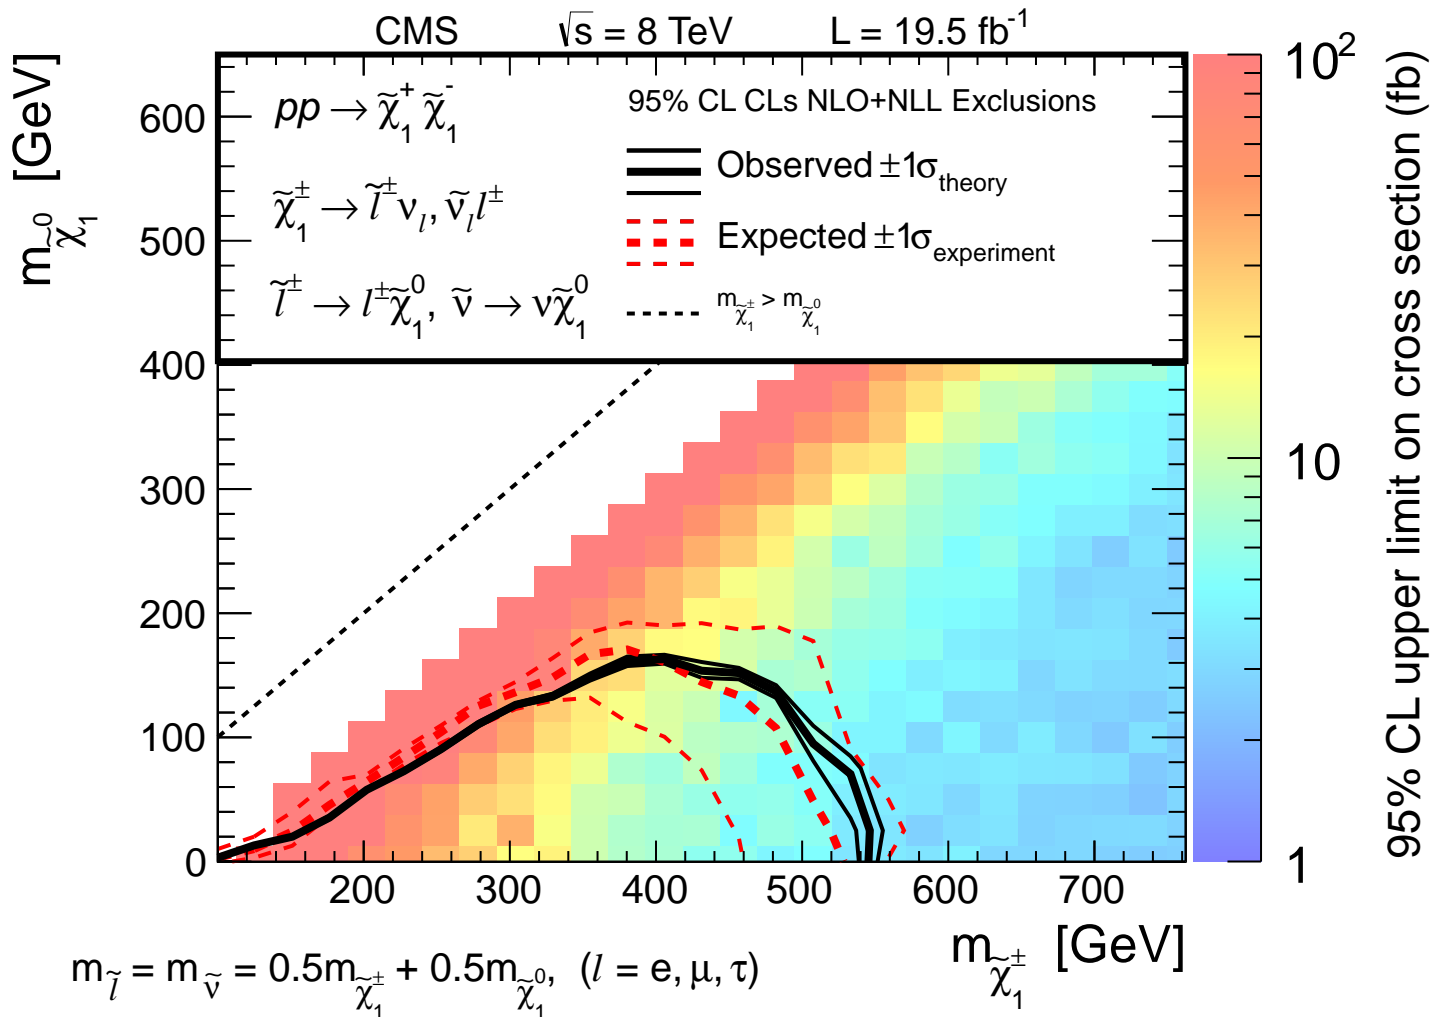 CMS √s = 8 TeV L = 19.5 fb⁻¹
m_χ̃₁⁰ [GeV]
600
500
400
300
200
100
0
pp → χ̃₁⁺ χ̃₁⁻
χ̃₁^± → l̃^± ν_l, ν̃_l l^±
l̃^± → l^± χ̃₁⁰, ν̃ → νχ̃₁⁰
95% CL CLs NLO+NLL Exclusions
Observed ±1σ_theory
Expected ±1σ_experiment
m_χ̃₁^± > m_χ̃₁⁰
200 300 400 500 600 700
m_χ̃₁^± [GeV]
10²
10
1
95% CL upper limit on cross section (fb)
m_l̃ = m_ν̃ = 0.5m_χ̃₁^± + 0.5m_χ̃₁⁰, (l = e, μ, τ)